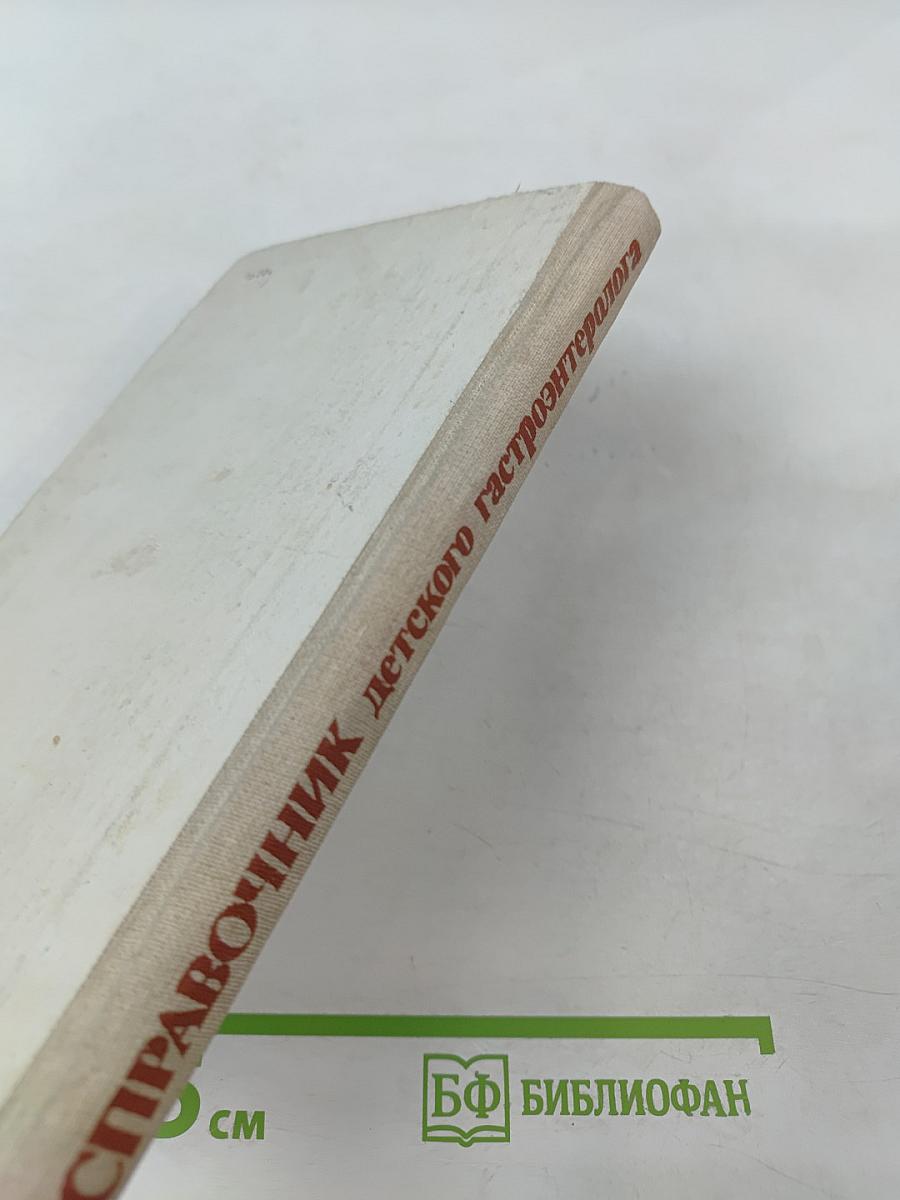 СПРАВОЧНИК детского гастроэнтеролога
см
БФ БИБЛИОФАН